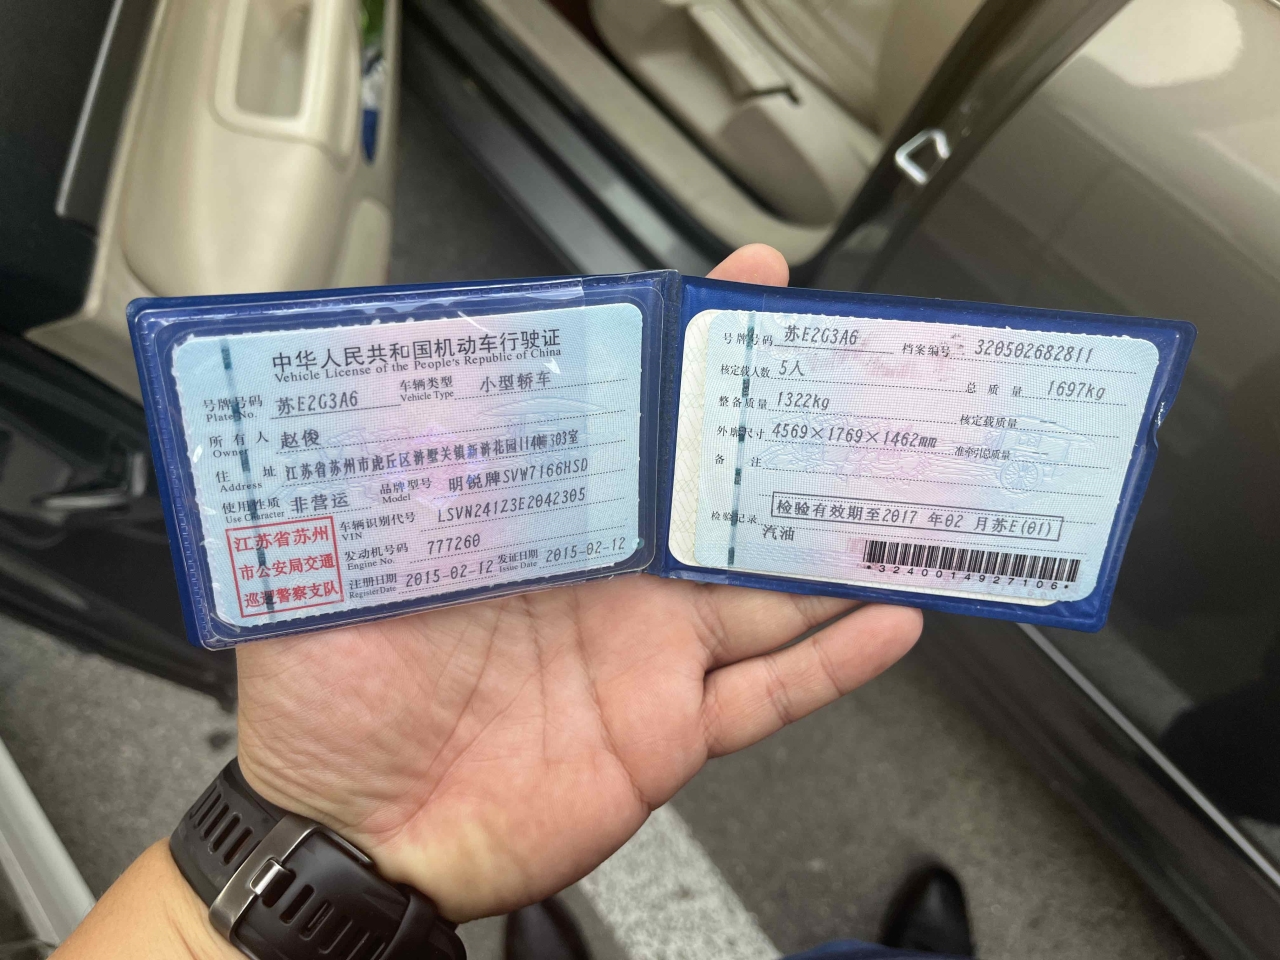 中华人民共和国机动车行驶证
Vehicle License of the People's Republic of China
号牌号码 苏E2G3A6 车辆类型 小型轿车
Plate No. Vehicle Type
所有人 赵俊
Owner
住址 江苏省苏州市虎丘区浒墅关镇新浒花园114幢303室
Address
使用性质 非营运 品牌型号 明锐牌SVW7166HSD
Use Character Model
江苏省苏州
市公安局交通
巡逻警察支队
车辆识别代号 LSVN24123E2042305
VIN
发动机号码 777260
Engine No.
注册日期 2015-02-12 发证日期 2015-02-12
Register Date Issue Date
号牌号码 苏E2G3A6 档案编号 320502682811
核定载人数 5人 总质量 1697kg
整备质量 1322kg 核定载质量 --
外廓尺寸 4569×1769×1462mm 准牵引总质量 --
备注
检验有效期至2017年02月苏E(01)
检验记录
汽油
*3240014927106*